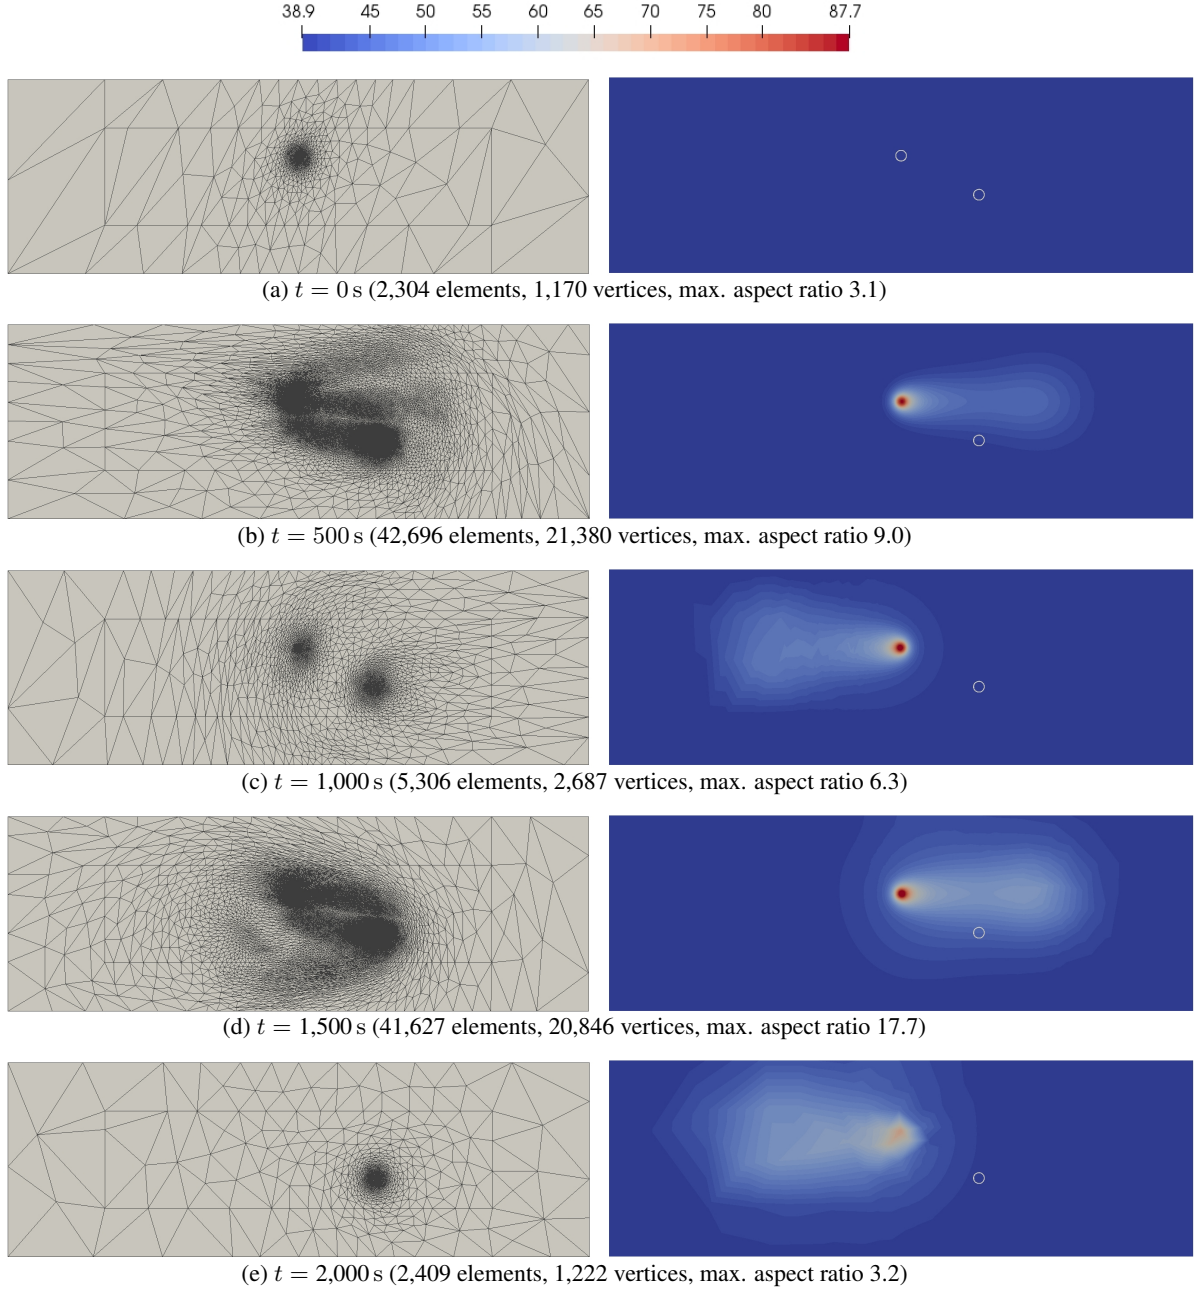 38.9 45 50 55 60 65 70 75 80 87.7
(a) t = 0 s (2,304 elements, 1,170 vertices, max. aspect ratio 3.1)
(b) t = 500 s (42,696 elements, 21,380 vertices, max. aspect ratio 9.0)
(c) t = 1,000 s (5,306 elements, 2,687 vertices, max. aspect ratio 6.3)
(d) t = 1,500 s (41,627 elements, 20,846 vertices, max. aspect ratio 17.7)
(e) t = 2,000 s (2,409 elements, 1,222 vertices, max. aspect ratio 3.2)